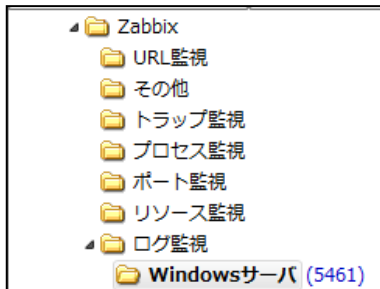 Zabbix
URL監視
その他
トラップ監視
プロセス監視
ポート監視
リソース監視
ログ監視
Windowsサーバ (5461)